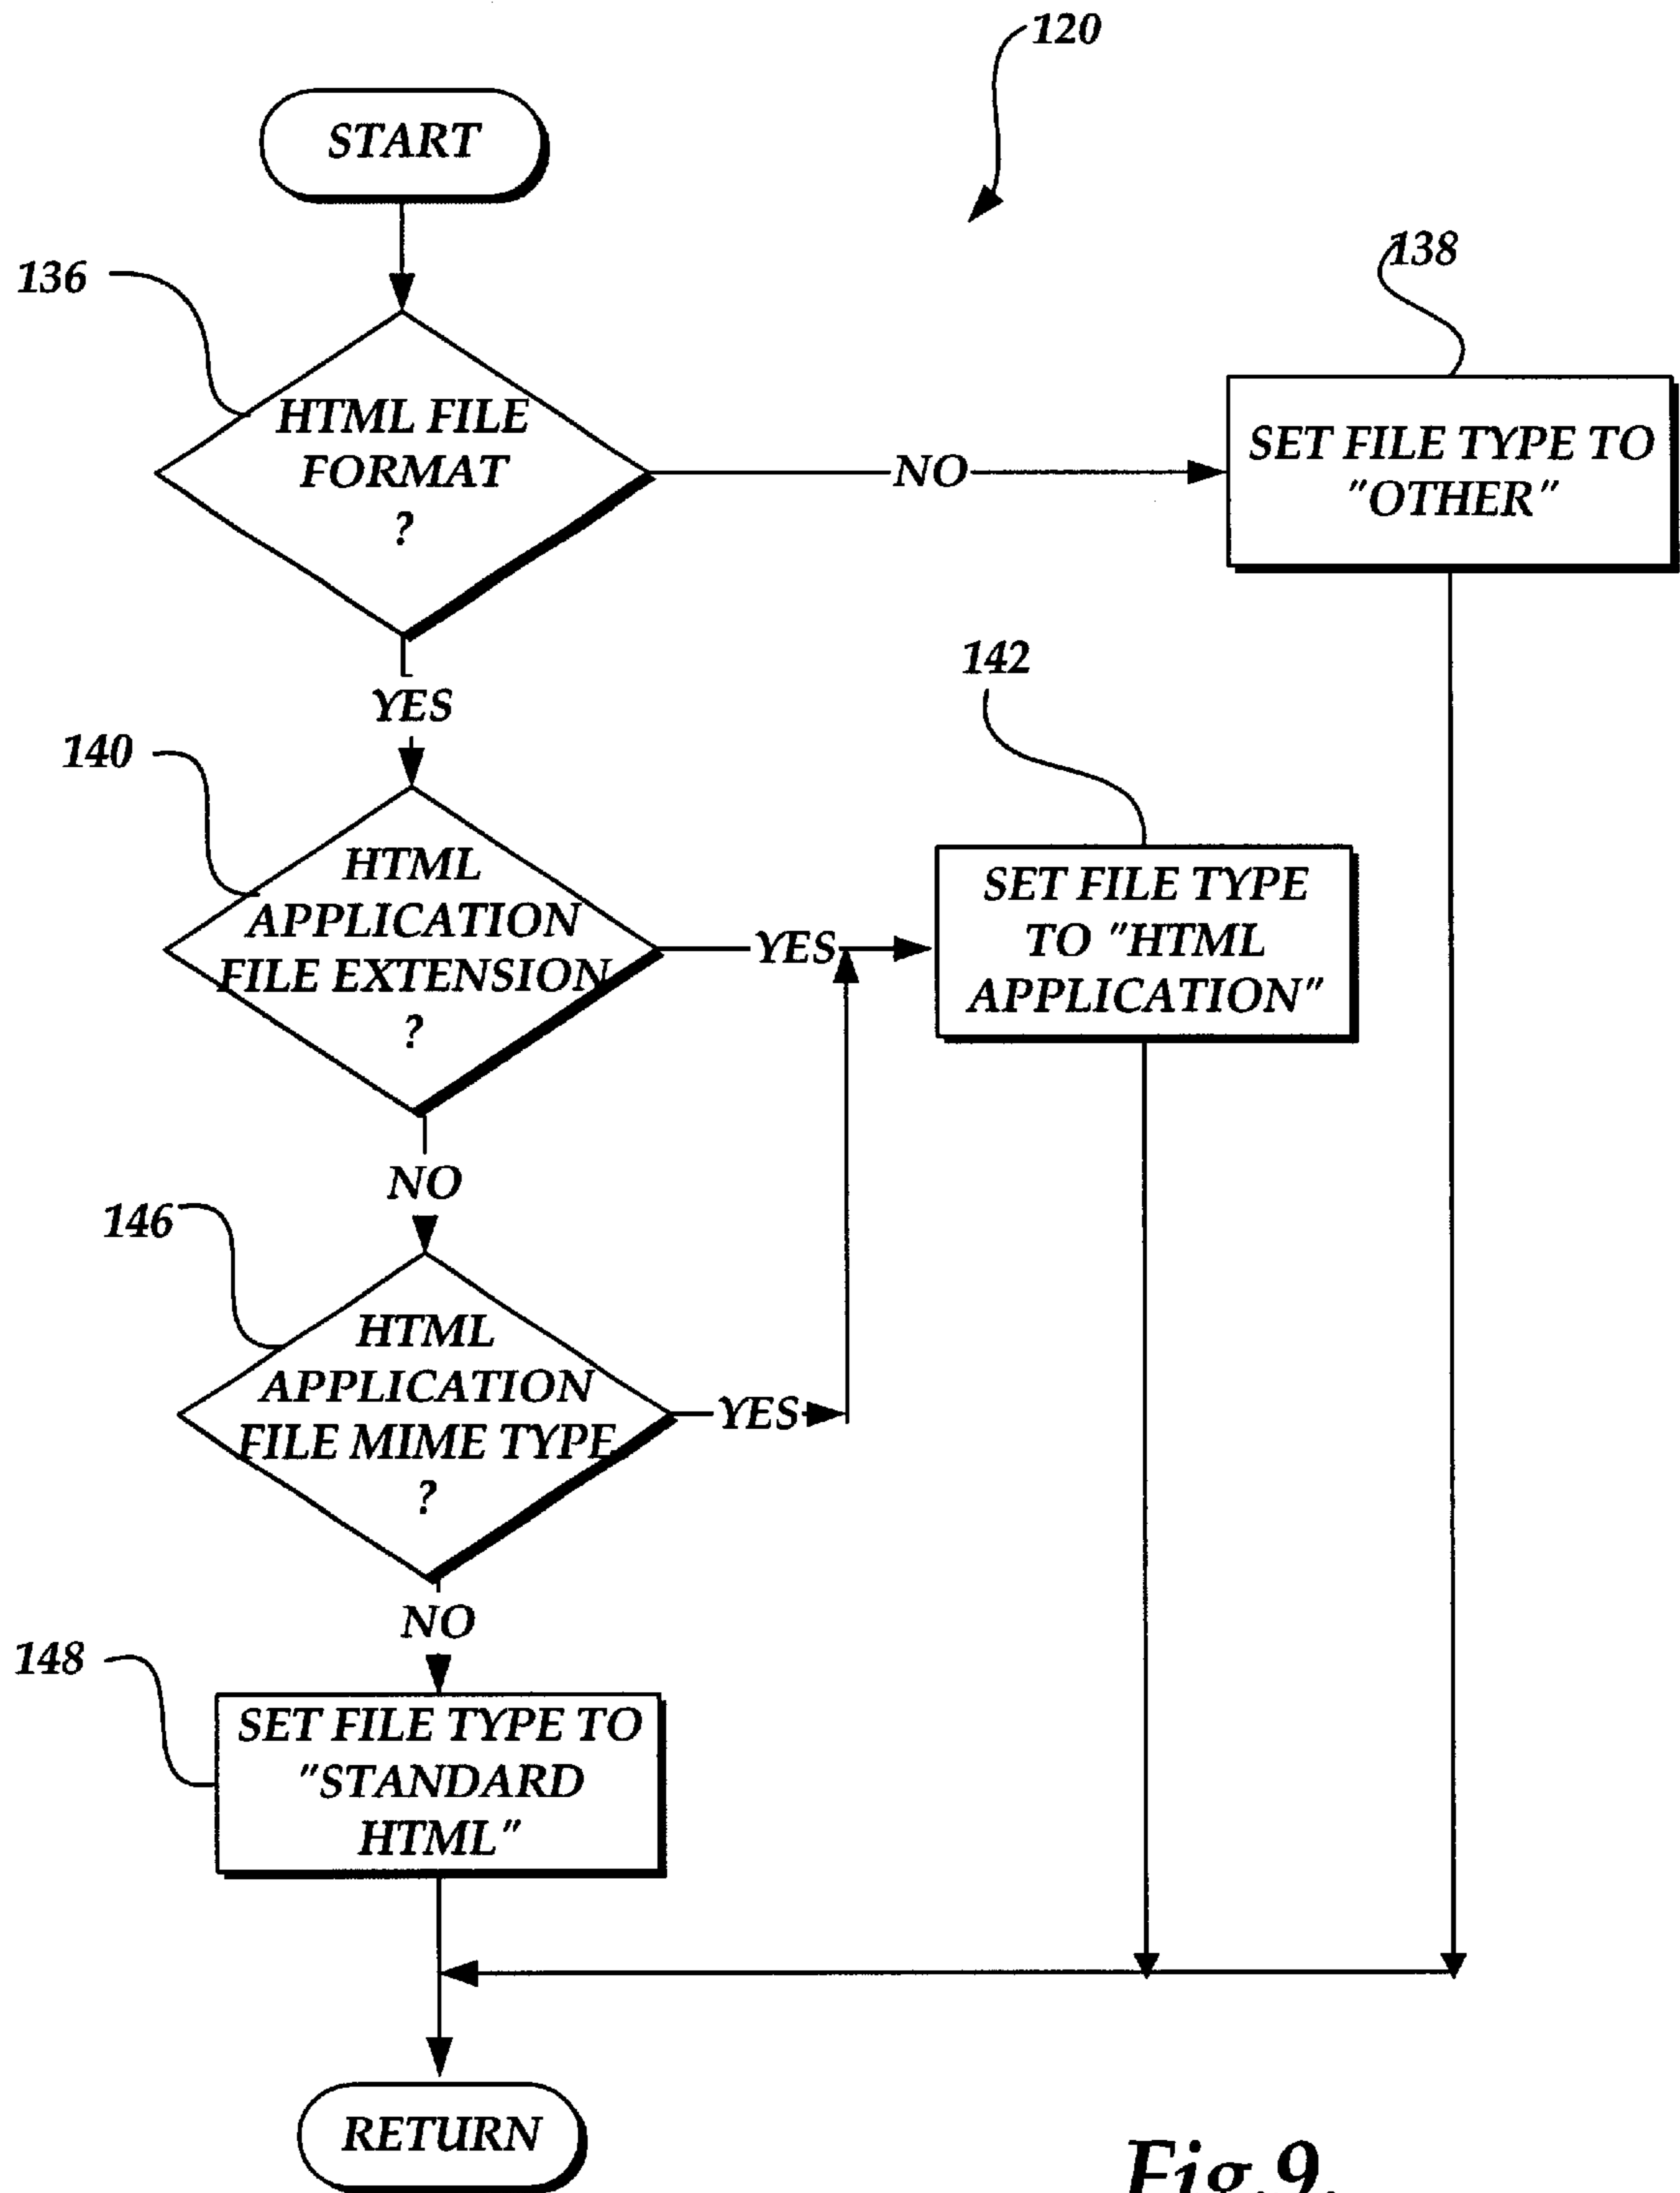 120
START
136
138
HTML FILE
FORMAT
?
NO
SET FILE TYPE TO
"OTHER"
YES
142
140
HTML
APPLICATION
FILE EXTENSION
?
YES
SET FILE TYPE
TO "HTML
APPLICATION"
NO
146
HTML
APPLICATION
FILE MIME TYPE
?
YES
NO
148
SET FILE TYPE TO
"STANDARD
HTML"
RETURN
Fig.9.